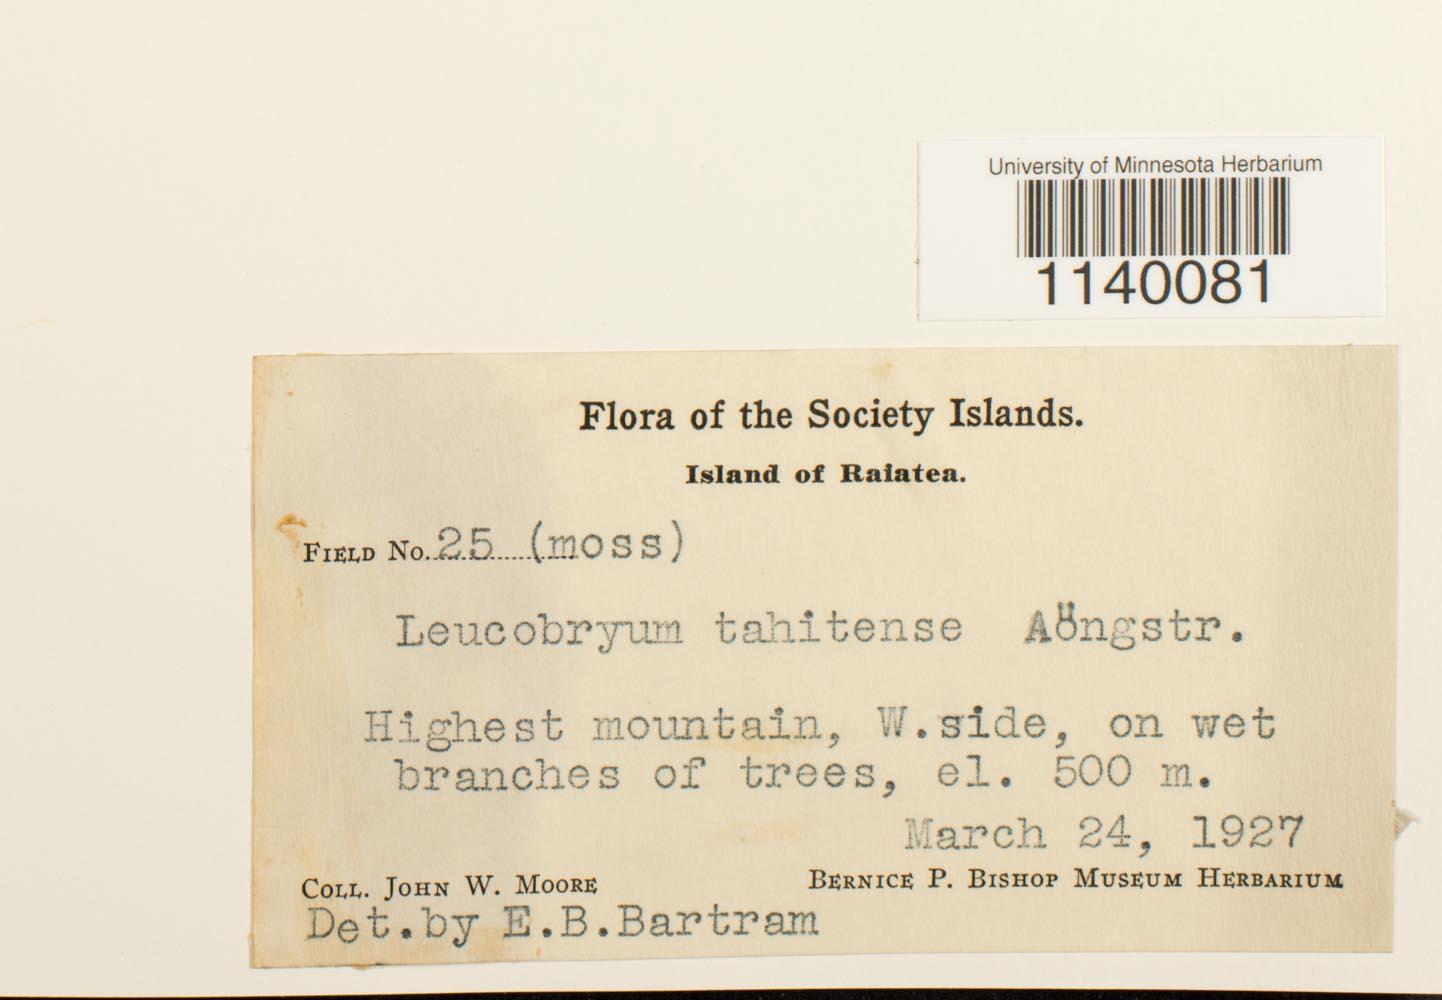 University of Minnesota Herbarium
1140081
Flora of the Society Islands.
Island of Raiatea.
FIELD No. 25 (moss)
Leucobryum tahitense Aöngstr.
Highest mountain, W.side, on wet
branches of trees, el. 500 m.
March 24, 1927
COLL. JOHN W. MOORE BERNICE P. BISHOP MUSEUM HERBARIUM
Det.by E.B.Bartram